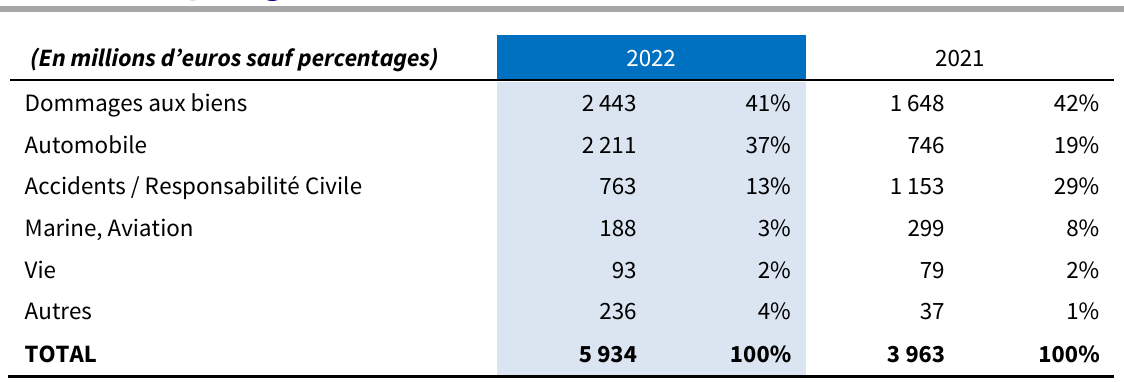 (En millions d’euros sauf percentages) 2022 2021
Dommages aux biens 2 443 41% 1 648 42%
Automobile 2 211 37% 746 19%
Accidents / Responsabilité Civile 763 13% 1 153 29%
Marine, Aviation 188 3% 299 8%
Vie 93 2% 79 2%
Autres 236 4% 37 1%
TOTAL 5 934 100% 3 963 100%